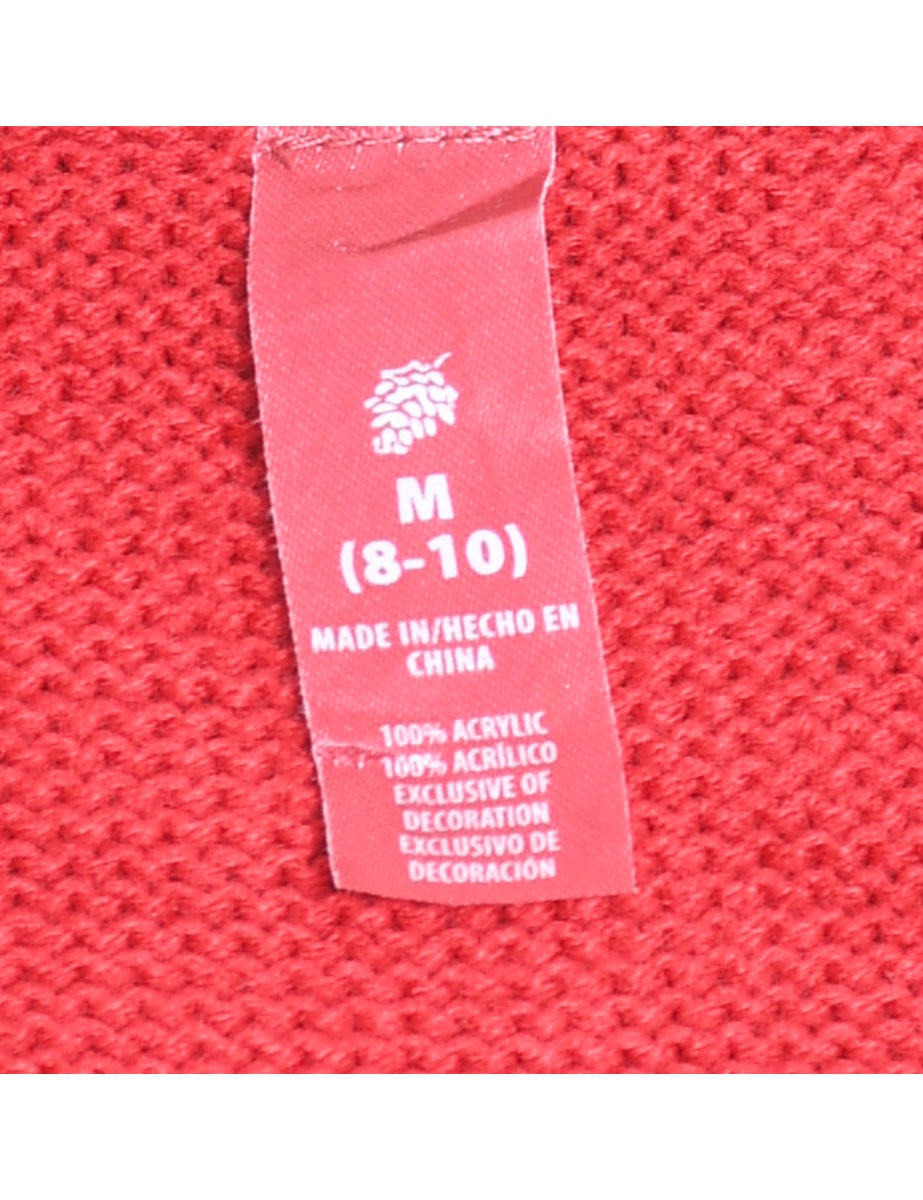 M
(8-10)
MADE IN/HECHO EN
CHINA
100% ACRYLIC
100% ACRÍLICO
EXCLUSIVE OF
DECORATION
EXCLUSIVO DE
DECORACIÓN